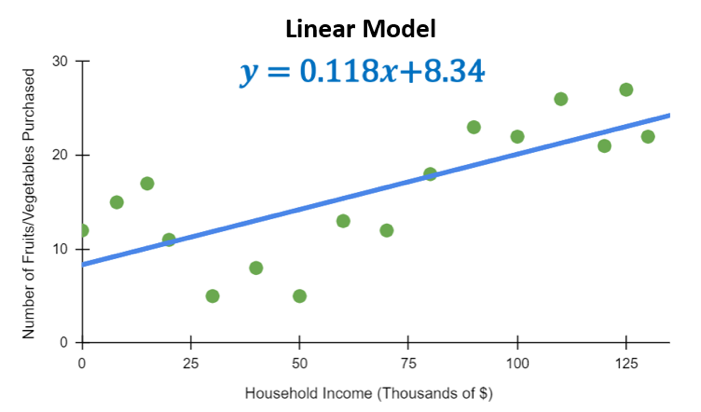 Linear Model
y = 0.118x+8.34
Number of Fruits/Vegetables Purchased
30
20
10
0
0 25 50 75 100 125
Household Income (Thousands of $)